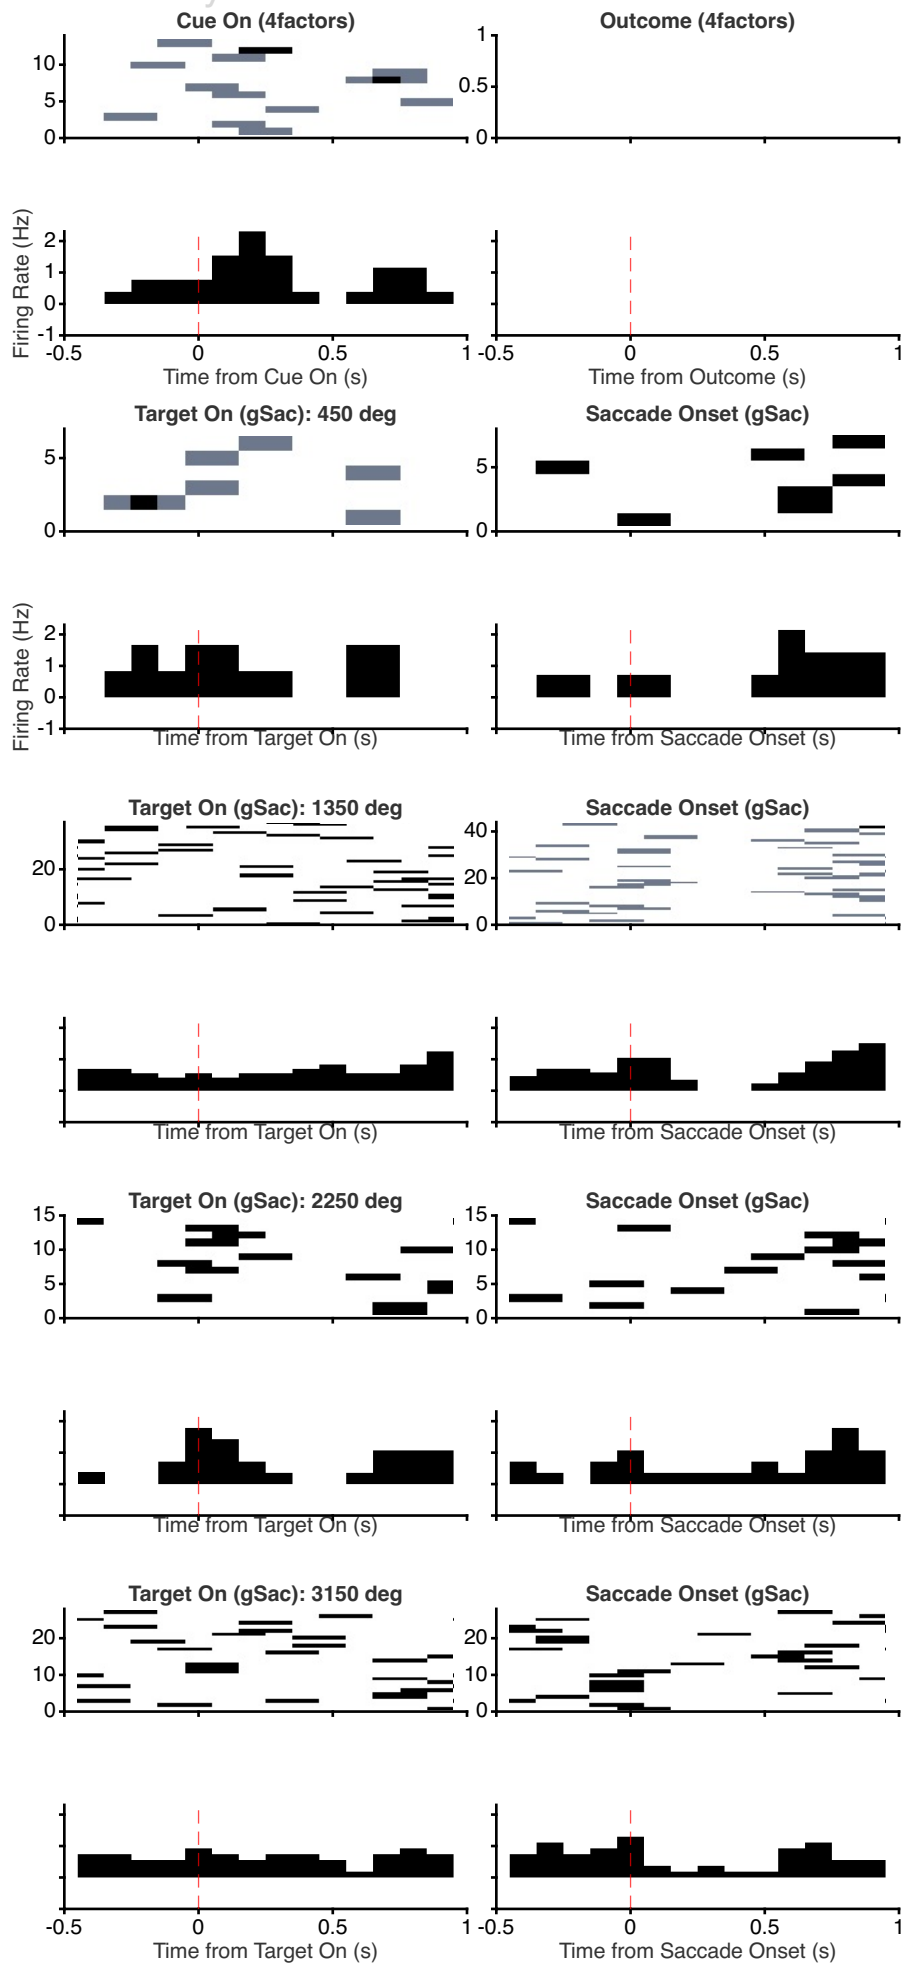 Cue On (4factors) Outcome (4factors)
10
5
0
1
0.5
0
Firing Rate (Hz)
2
1
0
-1
-0.5 0 0.5 1 -0.5 0 0.5 1
Time from Cue On (s) Time from Outcome (s)
Target On (gSac): 450 deg Saccade Onset (gSac)
5
0
5
0
Firing Rate (Hz)
2
1
0
-1
Time from Target On (s) Time from Saccade Onset (s)
Target On (gSac): 1350 deg Saccade Onset (gSac)
20
0
40
20
0
Time from Target On (s) Time from Saccade Onset (s)
Target On (gSac): 2250 deg Saccade Onset (gSac)
15
10
5
0
15
10
5
0
Time from Target On (s) Time from Saccade Onset (s)
Target On (gSac): 3150 deg Saccade Onset (gSac)
20
10
0
20
10
0
-0.5 0 0.5 1 -0.5 0 0.5 1
Time from Target On (s) Time from Saccade Onset (s)